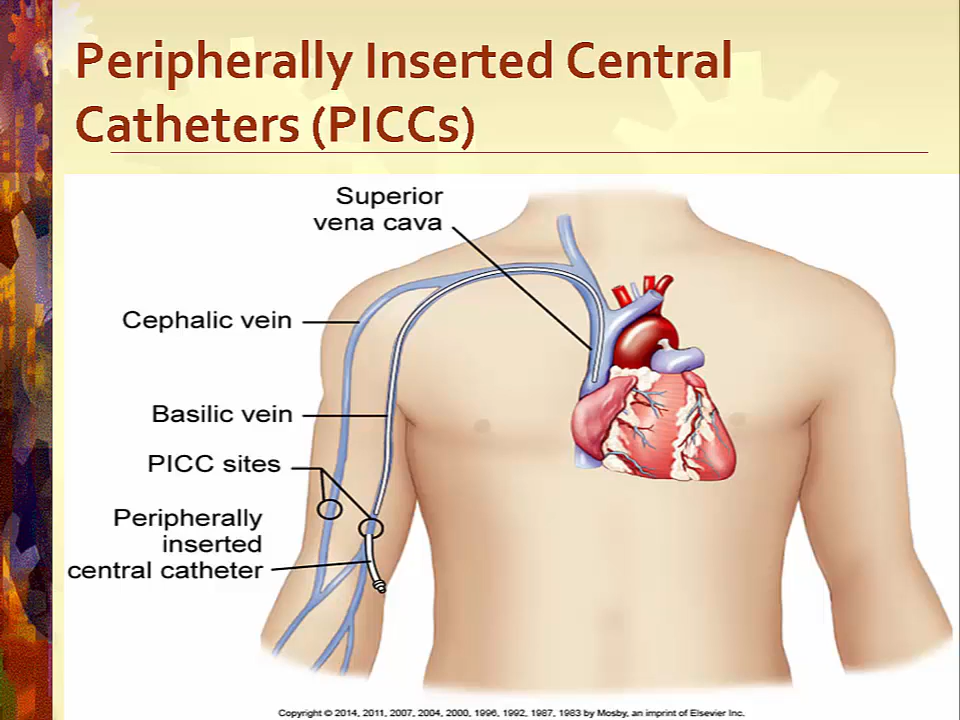 Peripherally Inserted Central
Catheters (PICCs)
Superior
vena cava
Cephalic vein
Basilic vein
PICC sites
Peripherally
inserted
central catheter
Copyright © 2014, 2011, 2007, 2004, 2000, 1996, 1992, 1987, 1983 by Mosby, an imprint of Elsevier Inc.